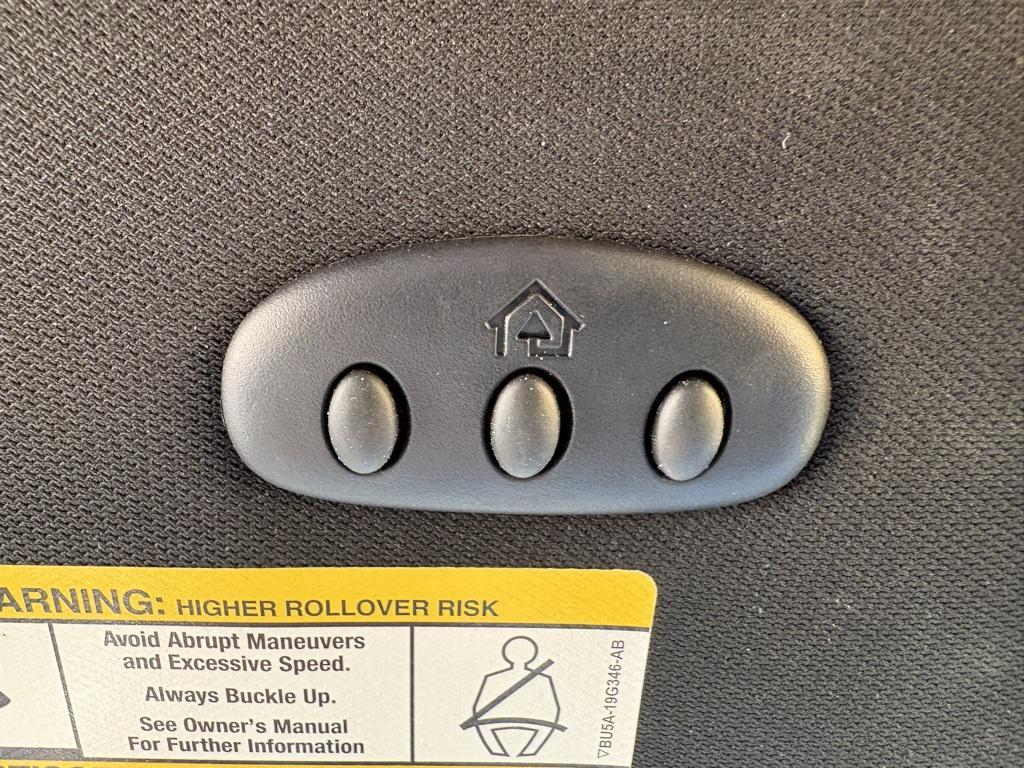 ARNING: HIGHER ROLLOVER RISK
Avoid Abrupt Maneuvers
and Excessive Speed.
Always Buckle Up.
See Owner's Manual
For Further Information
▽BU5A-19G346-AB